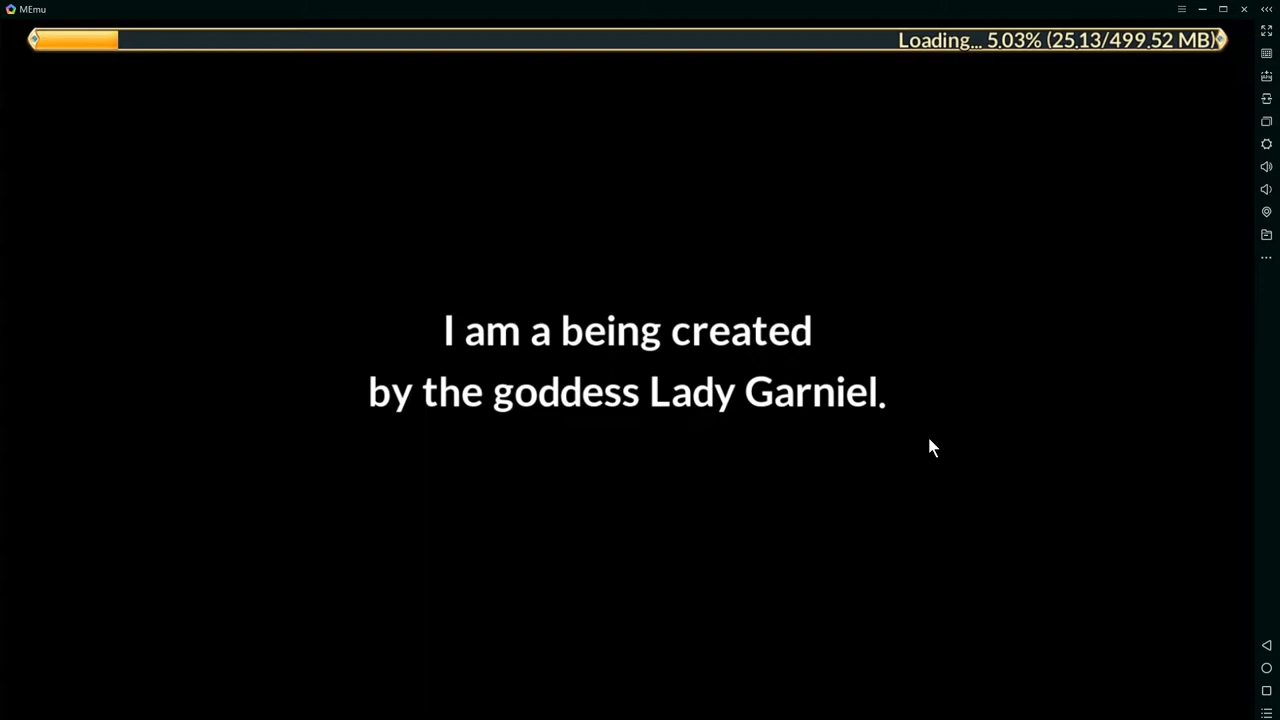 MEmu
Loading... 5.03% (25.13/499.52 MB)
I am a being created
by the goddess Lady Garniel.